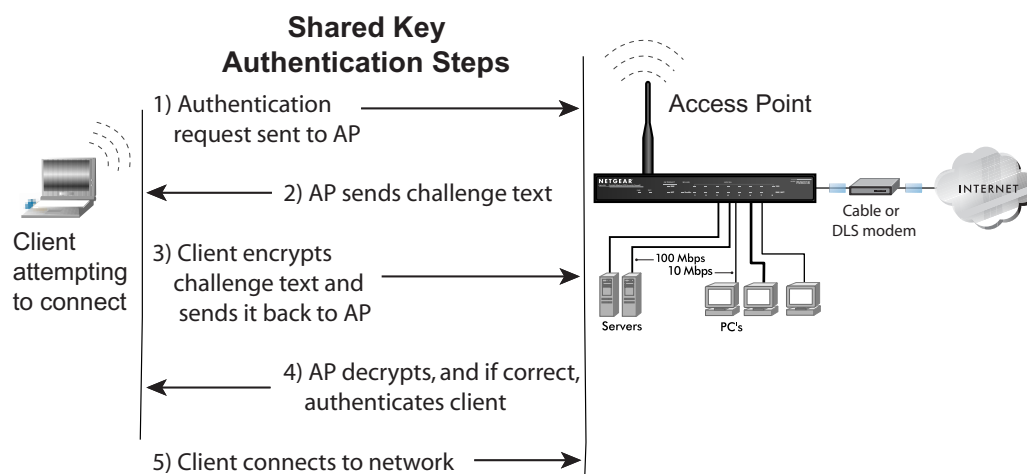 Shared Key
Authentication Steps
1) Authentication
request sent to AP
2) AP sends challenge text
3) Client encrypts
challenge text and
sends it back to AP
4) AP decrypts, and if correct,
authenticates client
5) Client connects to network
Client
attempting
to connect
Access Point
NETGEAR
INTERNET
Cable or
DLS modem
100 Mbps
10 Mbps
Servers
PC's